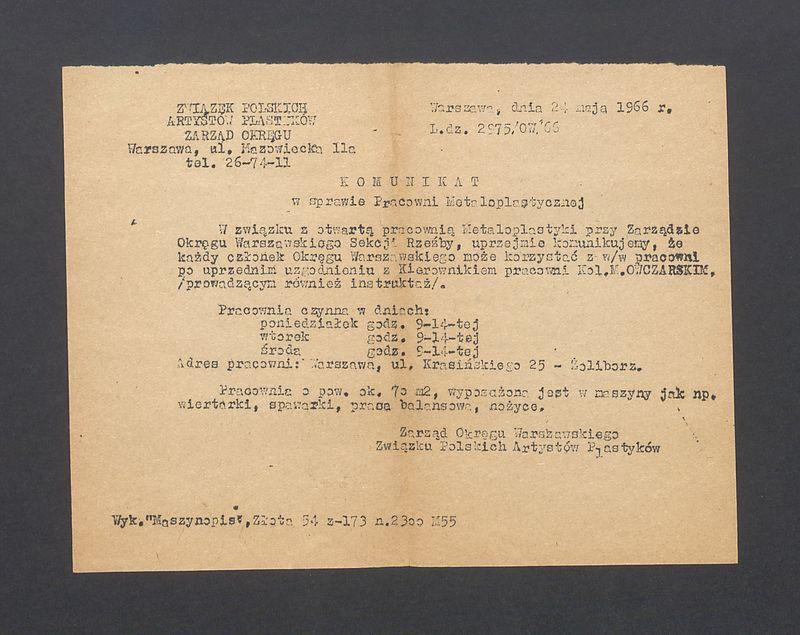 ZWIĄZEK POLSKICH
ARTYSTÓW PLASTYKÓW
ZARZĄD OKRĘGU
Warszawa, ul. Mazowiecka 11a
tel. 26-74-11
Warszawa, dnia 24 maja 1966 r.
L.dz. 2975/OW/66
K O M U N I K A T
w sprawie Pracowni Metaloplastycznej
W związku z otwartą pracownią Metaloplastyki przy Zarządzie
Okręgu Warszawskiego Sekcji Rzeźby, uprzejmie komunikujemy, że
każdy członek Okręgu Warszawskiego może korzystać z w/w pracowni
po uprzednim uzgodnieniu z Kierownikiem pracowni Kol.M.OWCZARSKIM,
/prowadzącym również instruktaż/.
Pracownia czynna w dniach:
poniedziałek godz. 9-14-tej
wtorek godz. 9-14-tej
środa godz. 9-14-tej
Adres pracowni: Warszawa, ul. Krasińskiego 25 - Żoliborz.
Pracownia o pow. ok. 7o m2, wyposażona jest w maszyny jak np.
wiertarki, spawarki, prasa balansowa, nożyce.
Zarząd Okręgu Warszawskiego
Związku Polskich Artystów Plastyków
Wyk."Maszynopis",Złota 54 z-173 n.23oo M55